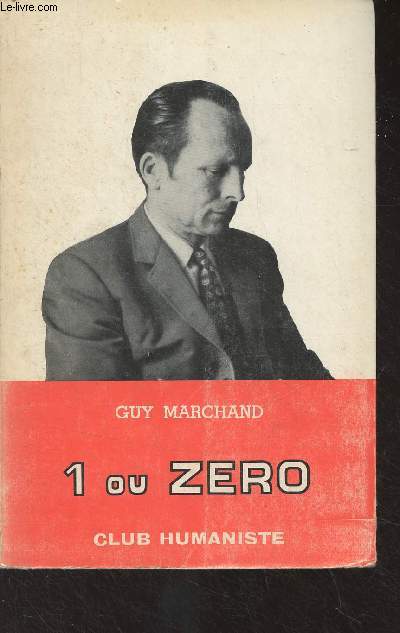 Le-livre.com
GUY MARCHAND
1 ou ZERO
CLUB HUMANISTE